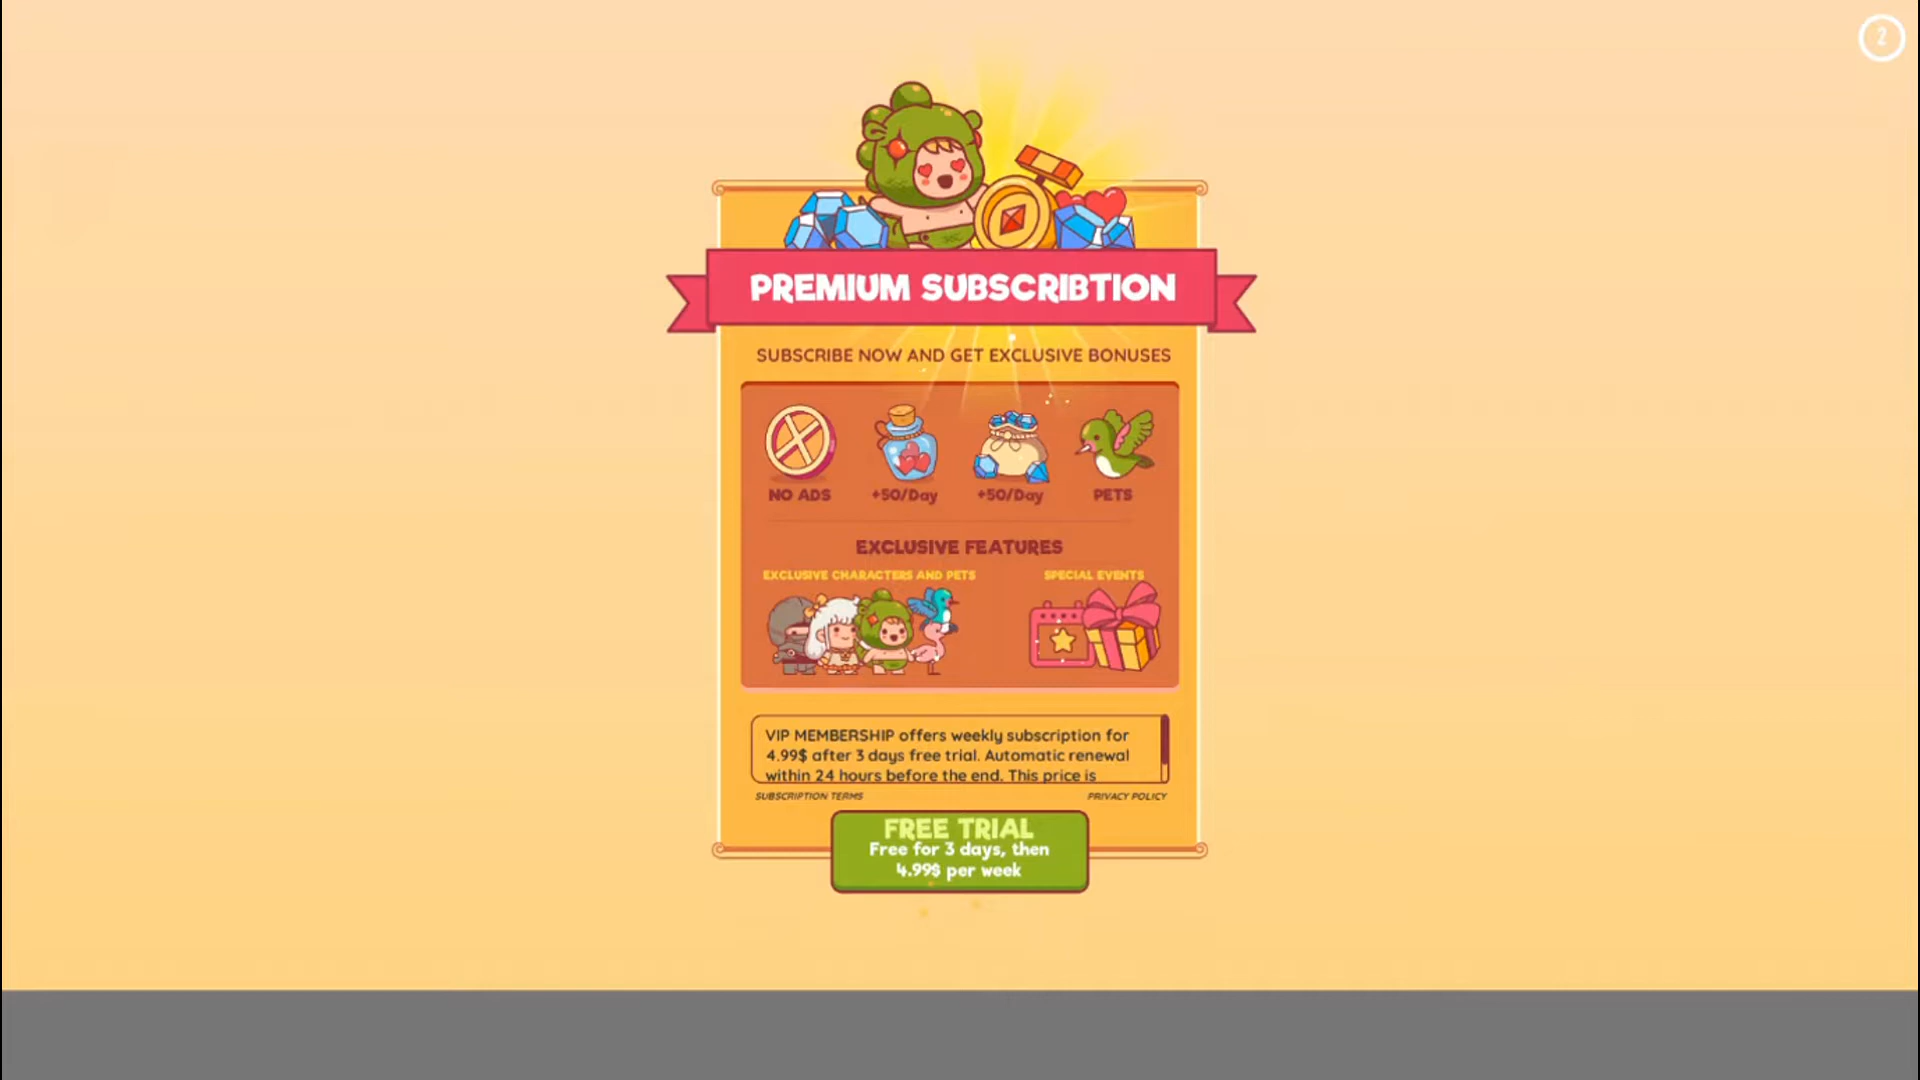 2
PREMIUM SUBSCRIBTION
SUBSCRIBE NOW AND GET EXCLUSIVE BONUSES
NO ADS
+50/Day
+50/Day
PETS
EXCLUSIVE FEATURES
EXCLUSIVE CHARACTERS AND PETS
SPECIAL EVENTS
VIP MEMBERSHIP offers weekly subscription for
4.99$ after 3 days free trial. Automatic renewal
within 24 hours before the end. This price is
SUBSCRIPTION TERMS
PRIVACY POLICY
FREE TRIAL
Free for 3 days, then
4.99$ per week